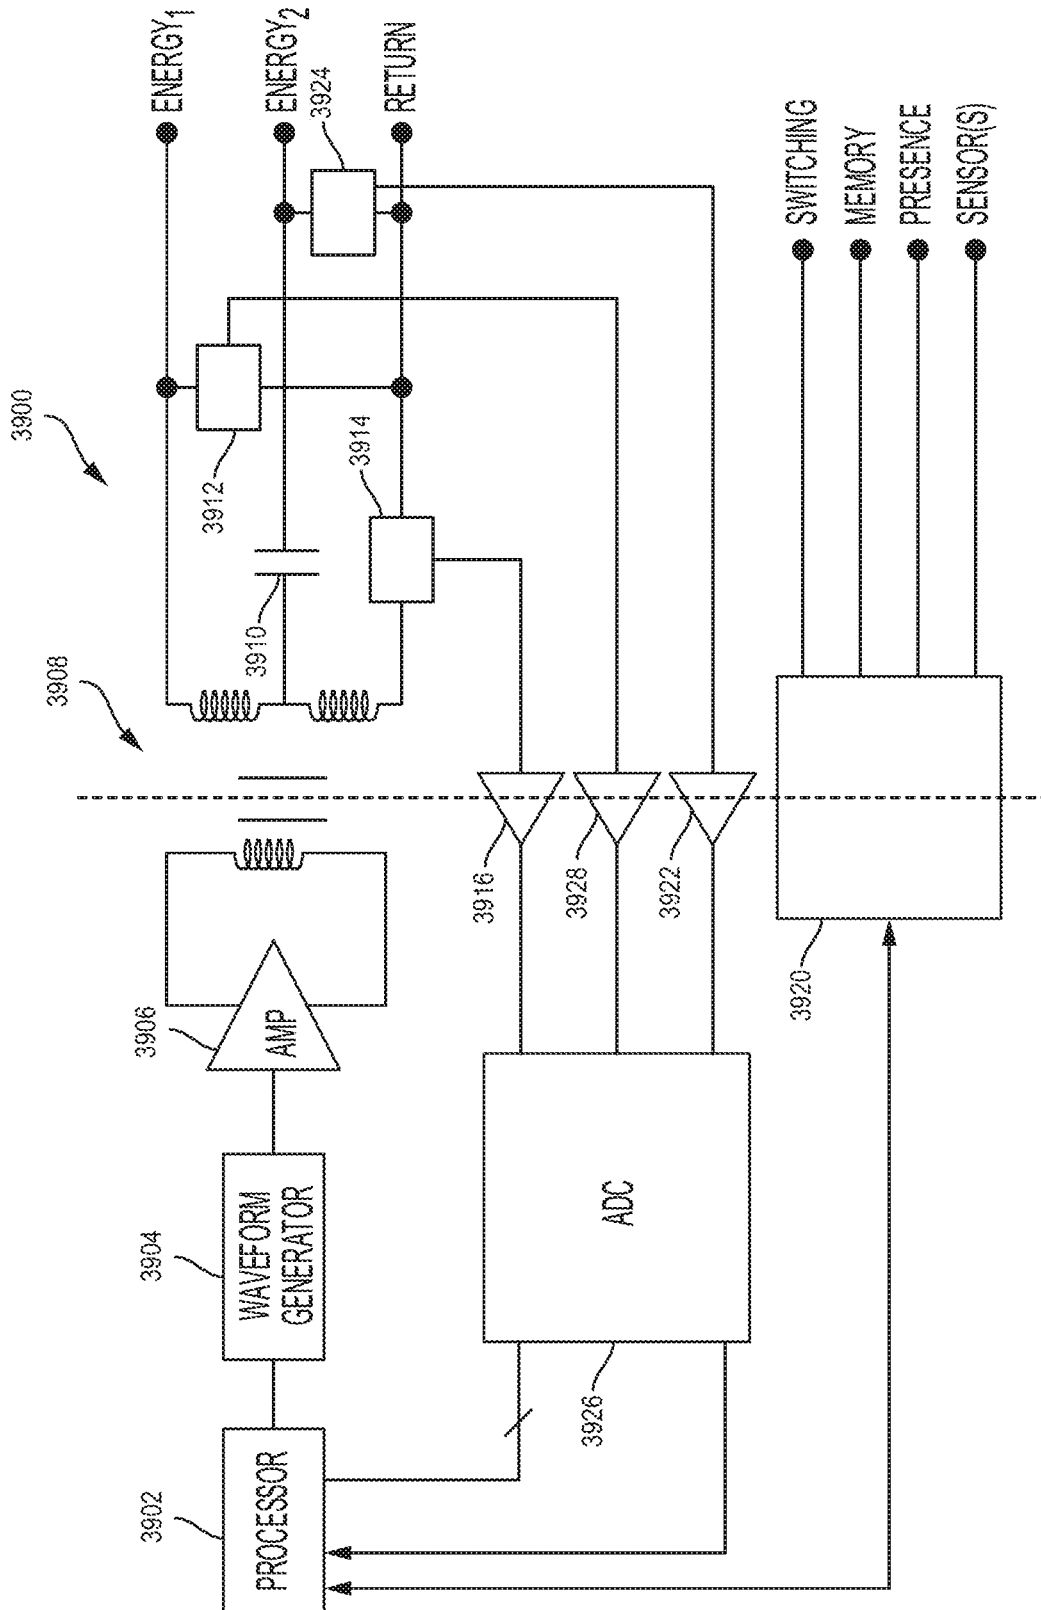 3900
3908
ENERGY1
ENERGY2
3924
RETURN
3912
3910
3914
3906
AMP
3904
WAVEFORM
GENERATOR
3902
PROCESSOR
3916
3928
3922
ADC
3926
3920
SWITCHING
MEMORY
PRESENCE
SENSOR(S)